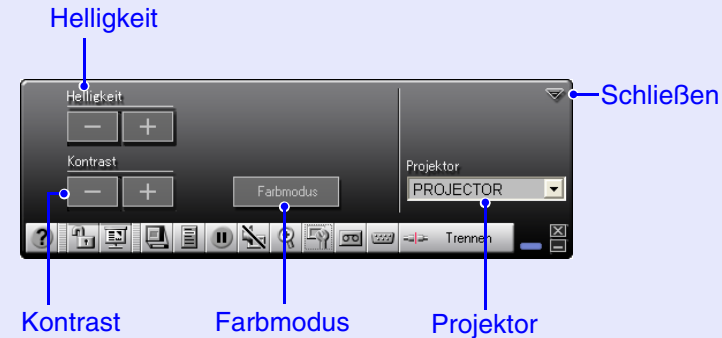 Helligkeit
Schließen
Helligkeit
− +
Kontrast
− +
Farbmodus
Projektor
PROJECTOR
? Trennen
Kontrast
Farbmodus
Projektor